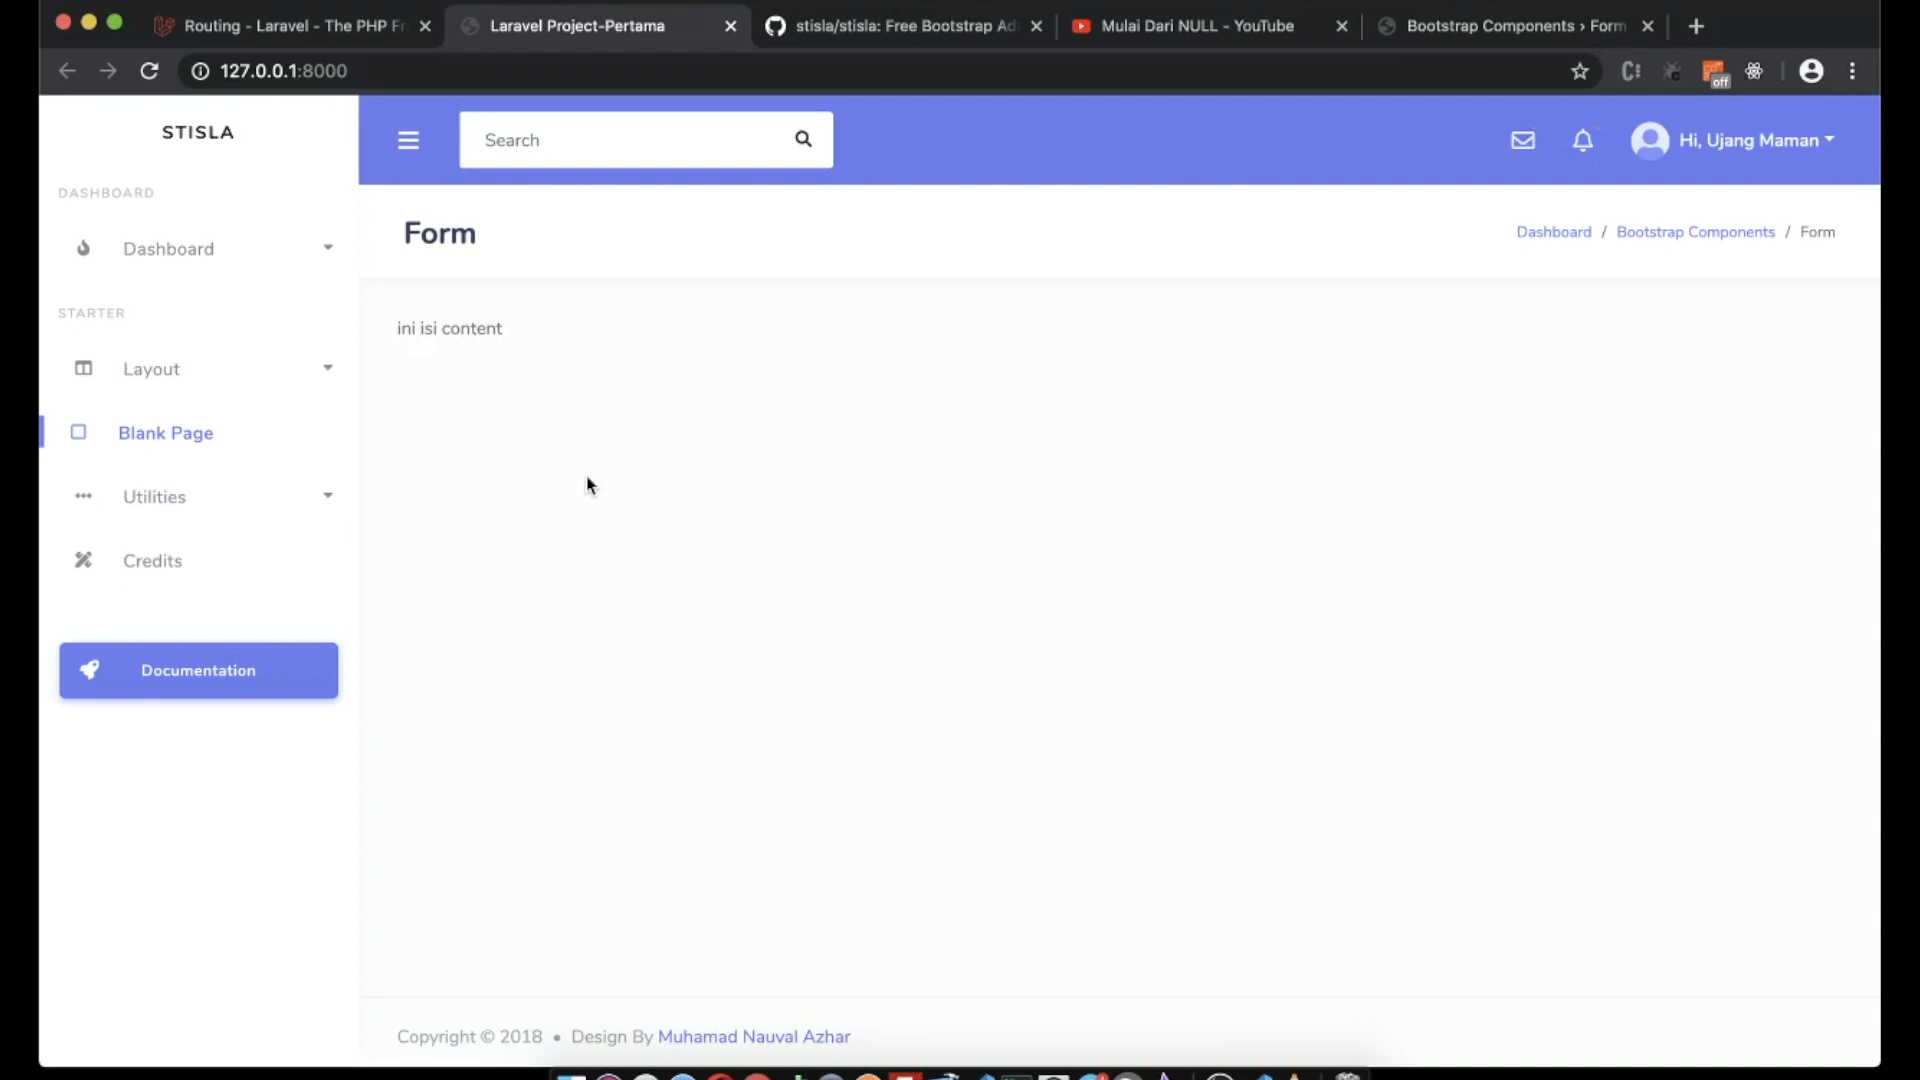 Routing - Laravel - The PHP Fr
Laravel Project-Pertama
stisla/stisla: Free Bootstrap Ad
Mulai Dari NULL - YouTube
Bootstrap Components › Form
127.0.0.1:8000
off
STISLA
Search
Hi, Ujang Maman
DASHBOARD
Dashboard
Form
Dashboard / Bootstrap Components / Form
STARTER
ini isi content
Layout
Blank Page
Utilities
Credits
Documentation
Copyright © 2018 • Design By Muhamad Nauval Azhar